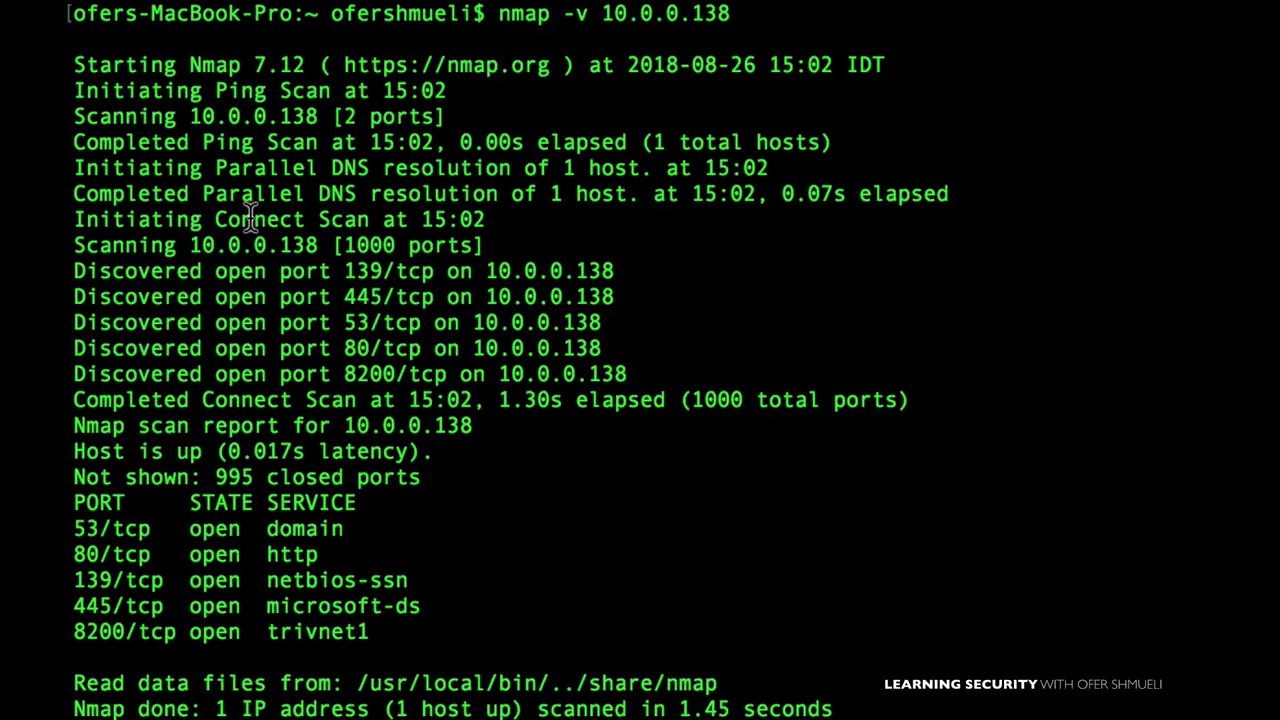 [ofers-MacBook-Pro:~ ofershmueli$ nmap -v 10.0.0.138
Starting Nmap 7.12 ( https://nmap.org ) at 2018-08-26 15:02 IDT
Initiating Ping Scan at 15:02
Scanning 10.0.0.138 [2 ports]
Completed Ping Scan at 15:02, 0.00s elapsed (1 total hosts)
Initiating Parallel DNS resolution of 1 host. at 15:02
Completed Parallel DNS resolution of 1 host. at 15:02, 0.07s elapsed
Initiating Connect Scan at 15:02
Scanning 10.0.0.138 [1000 ports]
Discovered open port 139/tcp on 10.0.0.138
Discovered open port 445/tcp on 10.0.0.138
Discovered open port 53/tcp on 10.0.0.138
Discovered open port 80/tcp on 10.0.0.138
Discovered open port 8200/tcp on 10.0.0.138
Completed Connect Scan at 15:02, 1.30s elapsed (1000 total ports)
Nmap scan report for 10.0.0.138
Host is up (0.017s latency).
Not shown: 995 closed ports
PORT     STATE SERVICE
53/tcp   open  domain
80/tcp   open  http
139/tcp  open  netbios-ssn
445/tcp  open  microsoft-ds
8200/tcp open  trivnet1
Read data files from: /usr/local/bin/../share/nmap
Nmap done: 1 IP address (1 host up) scanned in 1.45 seconds
LEARNING SECURITY WITH OFER SHMUELI